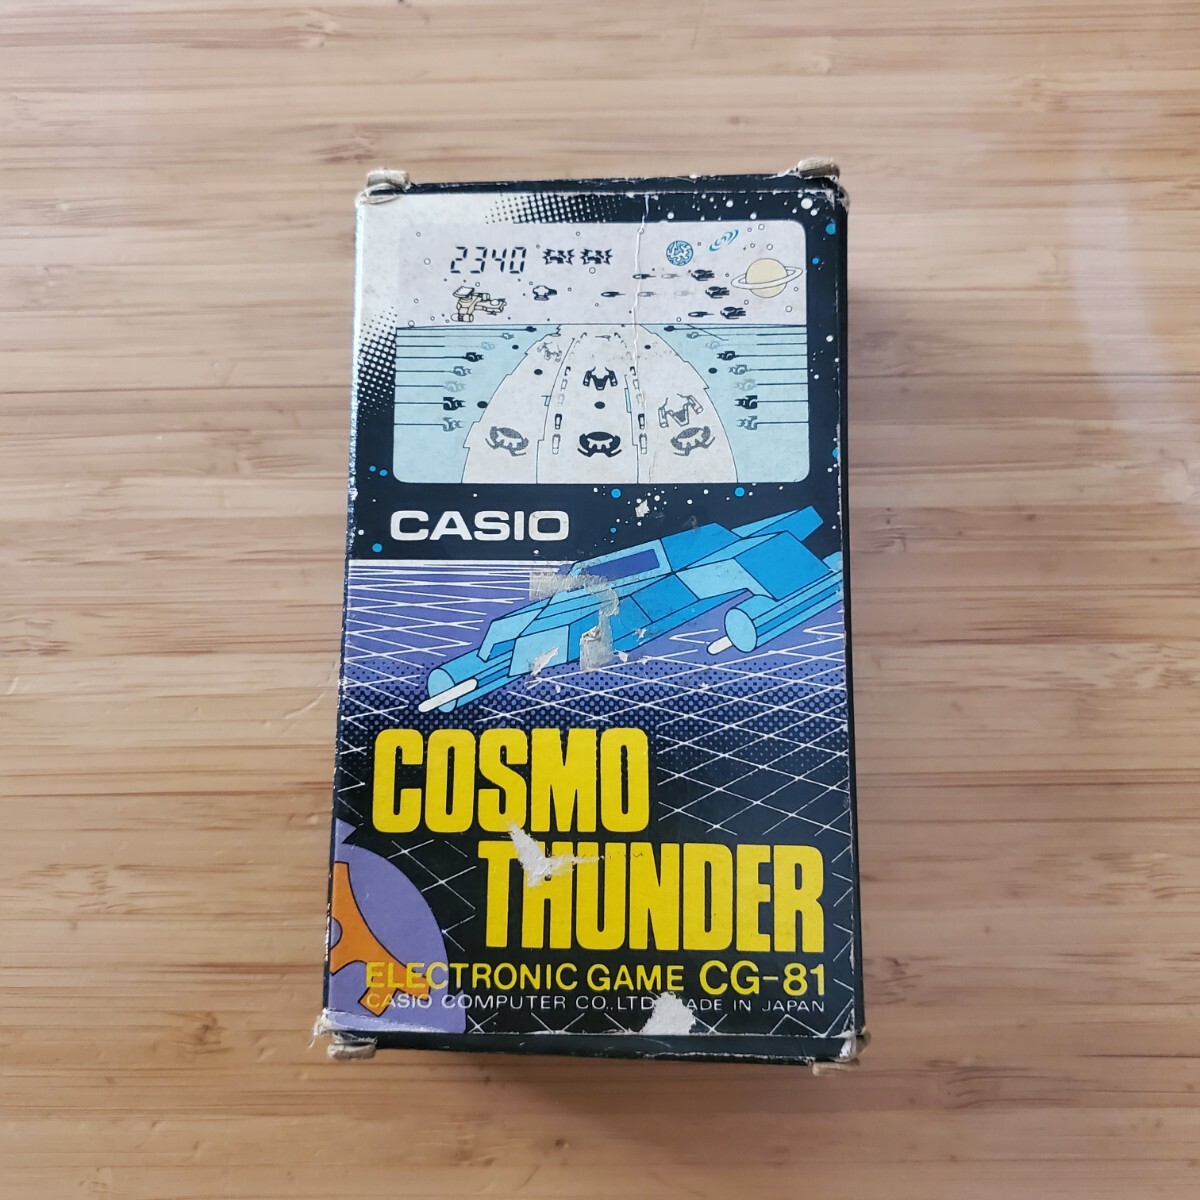 2340
CASIO
COSMO
THUNDER
ELECTRONIC GAME CG-81
CASIO COMPUTER CO.,LTD. MADE IN JAPAN